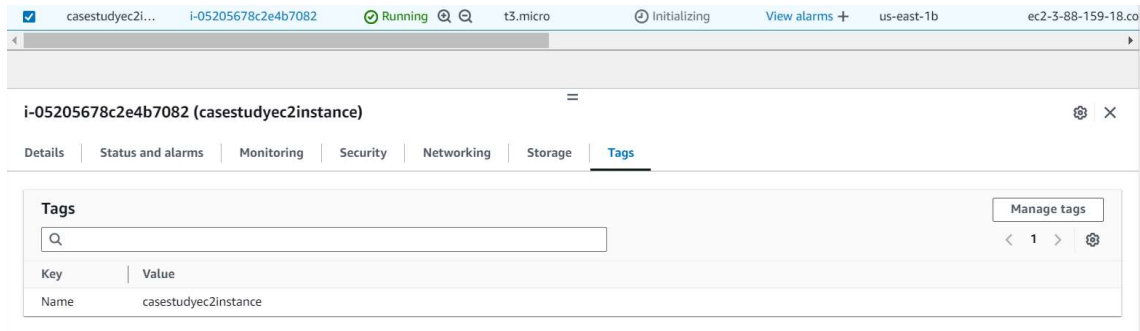 casestudyec2i... i-05205678c2e4b7082 Running t3.micro Initializing View alarms + us-east-1b ec2-3-88-159-18.co
i-05205678c2e4b7082 (casestudyec2instance)
Details Status and alarms Monitoring Security Networking Storage Tags
Tags Manage tags
1
Key Value
Name casestudyec2instance